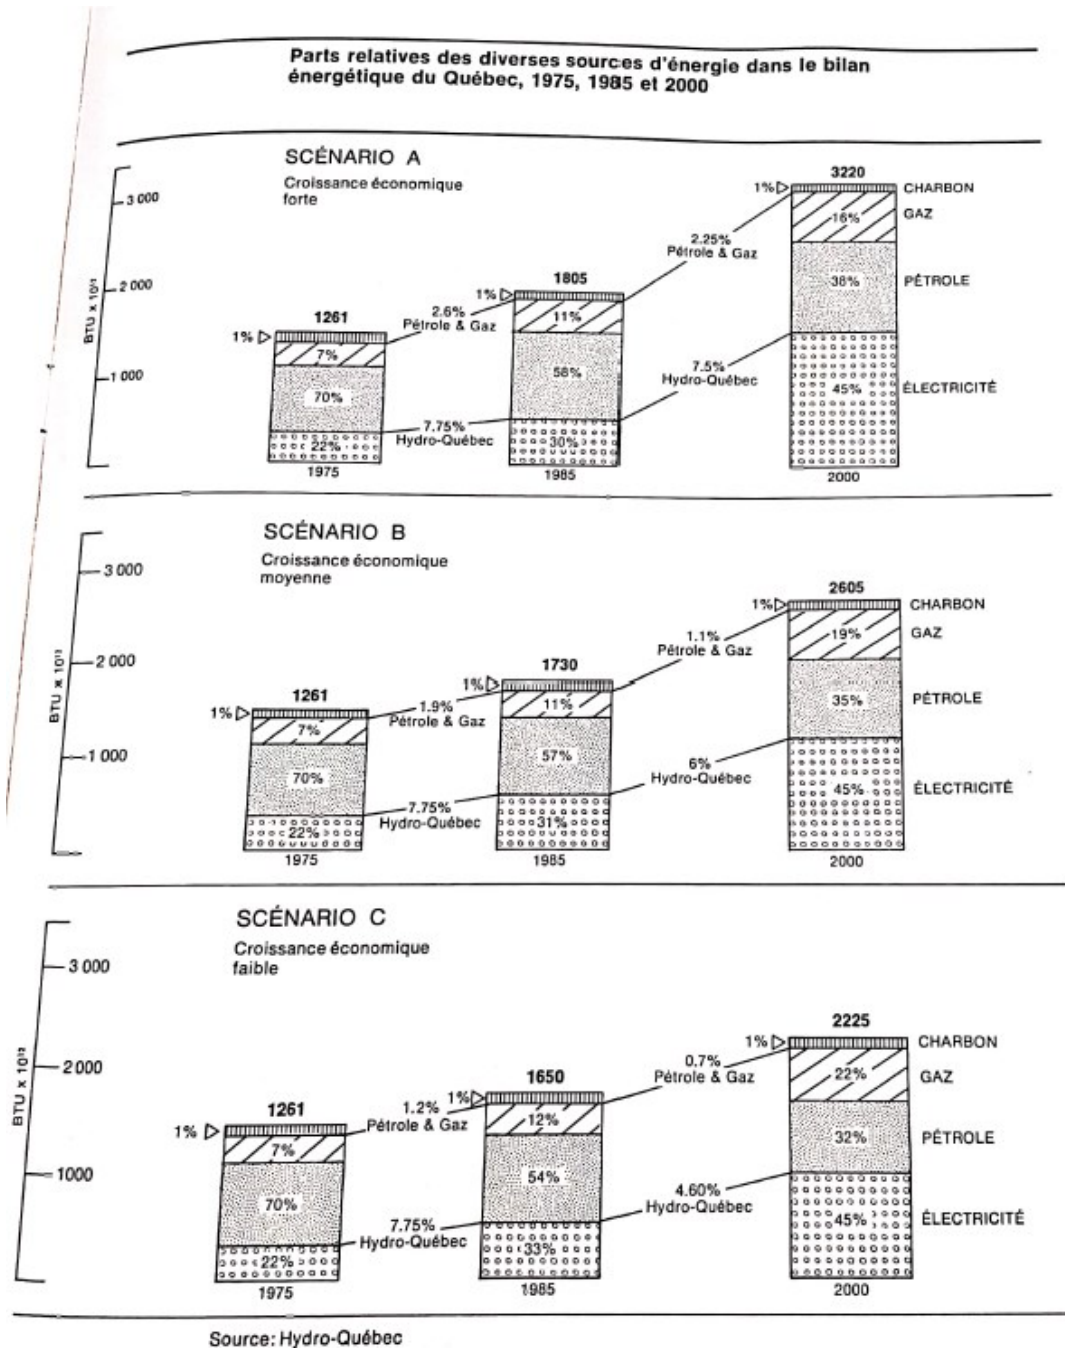 Parts relatives des diverses sources d'énergie dans le bilan
énergétique du Québec, 1975, 1985 et 2000
SCÉNARIO A
Croissance économique
forte
BTU x 10¹²
3 000
2 000
1 000
1261
1%
7%
70%
22%
1975
2.6%
Pétrole & Gaz
7.75%
Hydro-Québec
1805
1%
11%
58%
30%
1985
2.25%
Pétrole & Gaz
7.5%
Hydro-Québec
3220
1%
16%
38%
45%
2000
CHARBON
GAZ
PÉTROLE
ÉLECTRICITÉ
SCÉNARIO B
Croissance économique
moyenne
BTU x 10¹²
3 000
2 000
1 000
1261
1%
7%
70%
22%
1975
1.9%
Pétrole & Gaz
7.75%
Hydro-Québec
1730
1%
11%
57%
31%
1985
1.1%
Pétrole & Gaz
6%
Hydro-Québec
2605
1%
19%
35%
45%
2000
CHARBON
GAZ
PÉTROLE
ÉLECTRICITÉ
SCÉNARIO C
Croissance économique
faible
BTU x 10¹²
3 000
2 000
1000
1261
1%
7%
70%
22%
1975
1.2%
Pétrole & Gaz
7.75%
Hydro-Québec
1650
1%
12%
54%
33%
1985
0.7%
Pétrole & Gaz
4.60%
Hydro-Québec
2225
1%
22%
32%
45%
2000
CHARBON
GAZ
PÉTROLE
ÉLECTRICITÉ
Source: Hydro-Québec